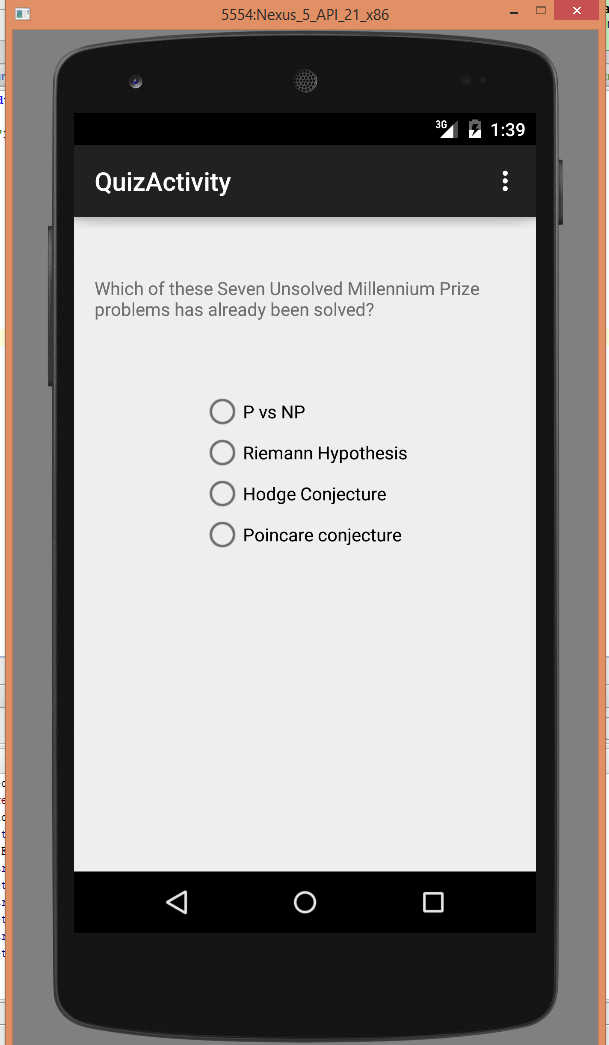 5554:Nexus_5_API_21_x86
3G 1:39
QuizActivity
Which of these Seven Unsolved Millennium Prize
problems has already been solved?
P vs NP
Riemann Hypothesis
Hodge Conjecture
Poincare conjecture